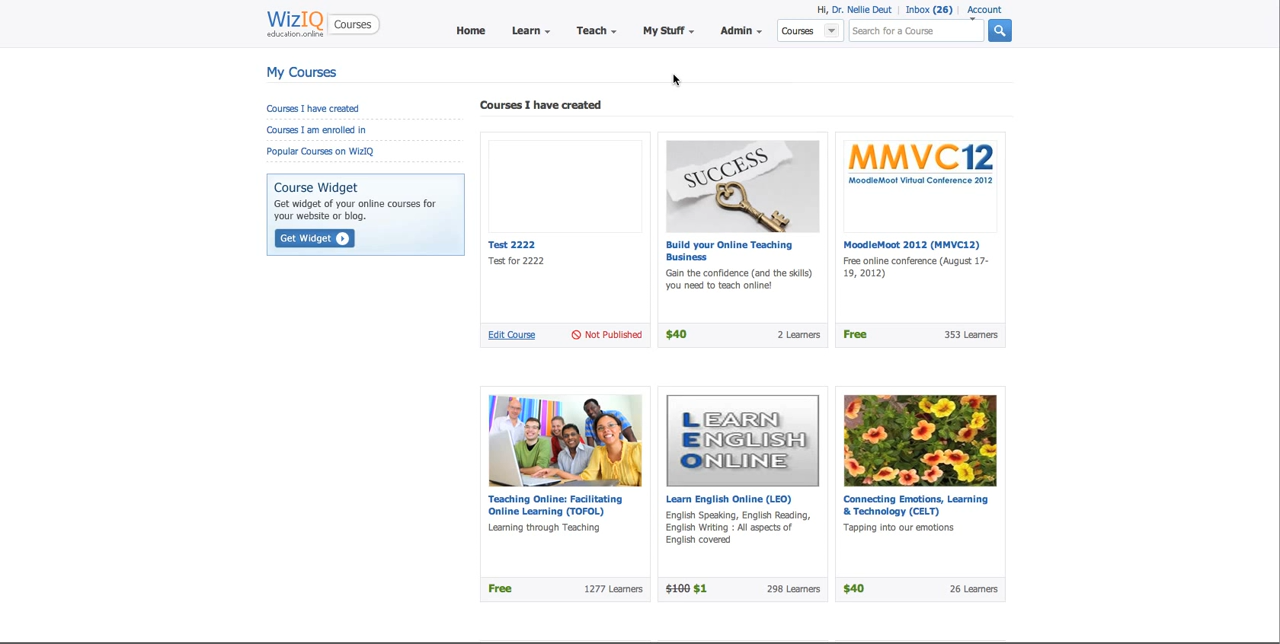 Hi, Dr. Nellie Deut | Inbox (26) | Account
WizIQ
education.online
Courses
Home
Learn
Teach
My Stuff
Admin
Courses
Search for a Course
My Courses
Courses I have created
Courses I am enrolled in
Popular Courses on WizIQ
Course Widget
Get widget of your online courses for
your website or blog.
Get Widget
Courses I have created
Test 2222
Test for 2222
Edit Course
Not Published
SUCCESS
Build your Online Teaching
Business
Gain the confidence (and the skills)
you need to teach online!
$40
2 Learners
MMVC12
MoodleMoot Virtual Conference 2012
MoodleMoot 2012 (MMVC12)
Free online conference (August 17-
19, 2012)
Free
353 Learners
Teaching Online: Facilitating
Online Learning (TOFOL)
Learning through Teaching
Free
1277 Learners
LEARN
ENGLISH
ONLINE
Learn English Online (LEO)
English Speaking, English Reading,
English Writing : All aspects of
English covered
$100 $1
298 Learners
Connecting Emotions, Learning
& Technology (CELT)
Tapping into our emotions
$40
26 Learners